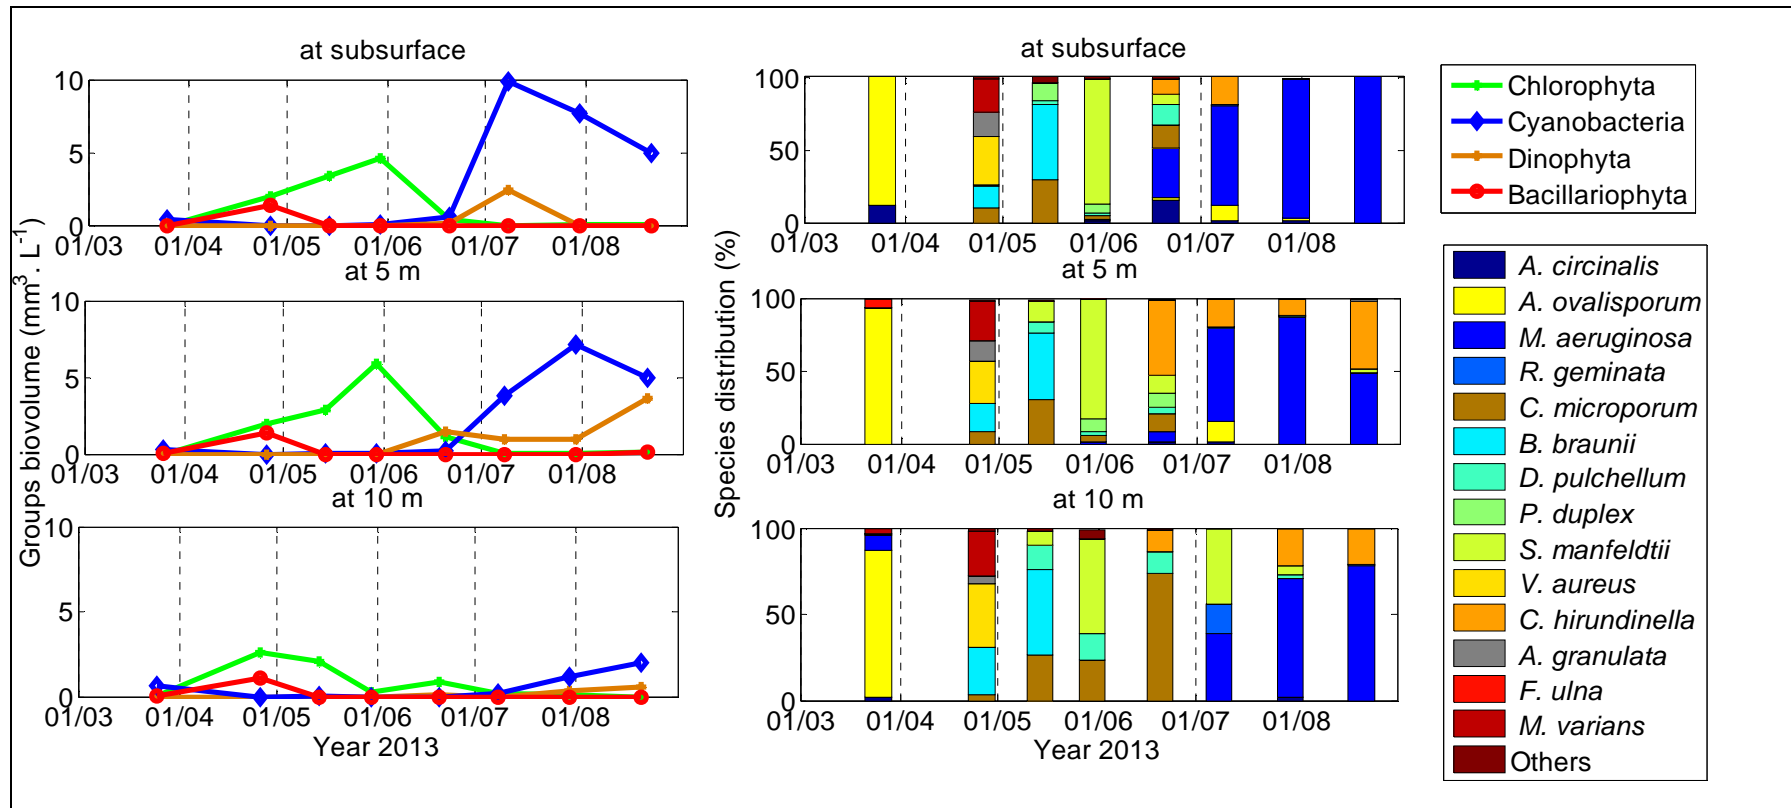 at subsurface
10
5
0
01/03 01/04 01/05 01/06 01/07 01/08
at 5 m
10
5
0
01/03 01/04 01/05 01/06 01/07 01/08
at 10 m
10
5
0
01/03 01/04 01/05 01/06 01/07 01/08
Year 2013
Groups biovolume (mm³. L⁻¹)
at subsurface
100
50
0
01/03 01/04 01/05 01/06 01/07 01/08
at 5 m
100
50
0
01/03 01/04 01/05 01/06 01/07 01/08
at 10 m
100
50
0
01/03 01/04 01/05 01/06 01/07 01/08
Year 2013
Species distribution (%)
Chlorophyta
Cyanobacteria
Dinophyta
Bacillariophyta
A. circinalis
A. ovalisporum
M. aeruginosa
R. geminata
C. microporum
B. braunii
D. pulchellum
P. duplex
S. manfeldtii
V. aureus
C. hirundinella
A. granulata
F. ulna
M. varians
Others